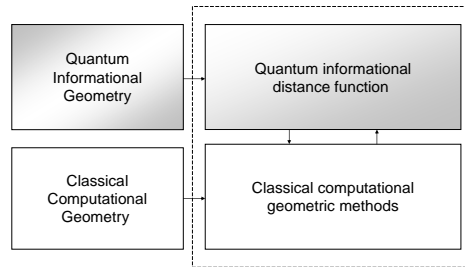 Quantum
Informational
Geometry
Quantum informational
distance function
Classical
Computational
Geometry
Classical computational
geometric methods